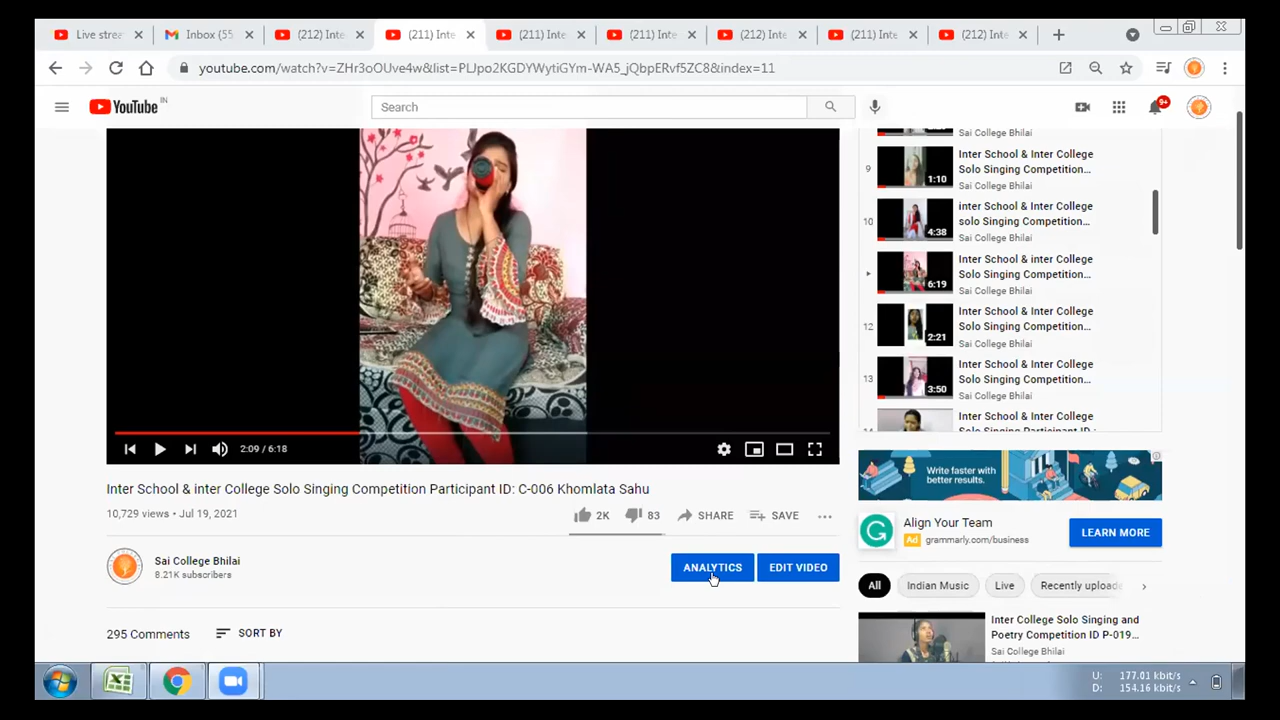 Live strea
Inbox (55
(212) Inte
(211) Inte
(211) Inte
(211) Inte
(212) Inte
(211) Inte
(212) Inte
youtube.com/watch?v=ZHr3oOUve4w&list=PLJpo2KGDYWytiGYm-WA5_jQbpERvf5ZC8&index=11
YouTube IN
Search
9+
Sai College Bhilai
9
1:10
Inter School & Inter College
Solo Singing Competition...
Sai College Bhilai
10
4:38
inter School & Inter College
solo Singing Competition...
Sai College Bhilai
6:19
Inter School & inter College
Solo Singing Competition...
Sai College Bhilai
12
2:21
Inter School & Inter College
Solo Singing Competition...
Sai College Bhilai
13
3:50
Inter School & Inter College
Solo Singing Competition...
Sai College Bhilai
Inter School & Inter College
Solo Singing Participant ID :
2:09 / 6:18
Inter School & inter College Solo Singing Competition Participant ID: C-006 Khomlata Sahu
10,729 views • Jul 19, 2021
2K
83
SHARE
SAVE
Sai College Bhilai
8.21K subscribers
ANALYTICS
EDIT VIDEO
295 Comments
SORT BY
Write faster with
better results.
Align Your Team
Ad grammarly.com/business
LEARN MORE
All
Indian Music
Live
Recently uploade
Inter College Solo Singing and
Poetry Competition ID P-019...
Sai College Bhilai
U: 177.01 kbit/s
D: 154.16 kbit/s